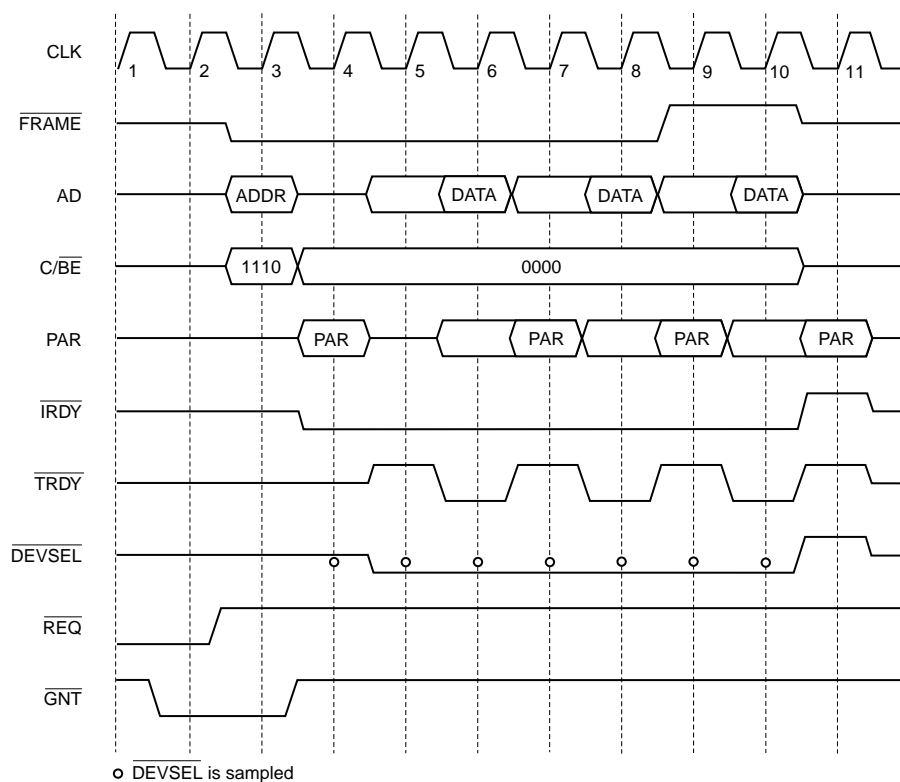 CLK
1 2 3 4 5 6 7 8 9 10 11
FRAME
AD ADDR DATA DATA DATA
C/BE 1110 0000
PAR PAR PAR PAR PAR
IRDY
TRDY
DEVSEL
REQ
GNT
DEVSEL is sampled